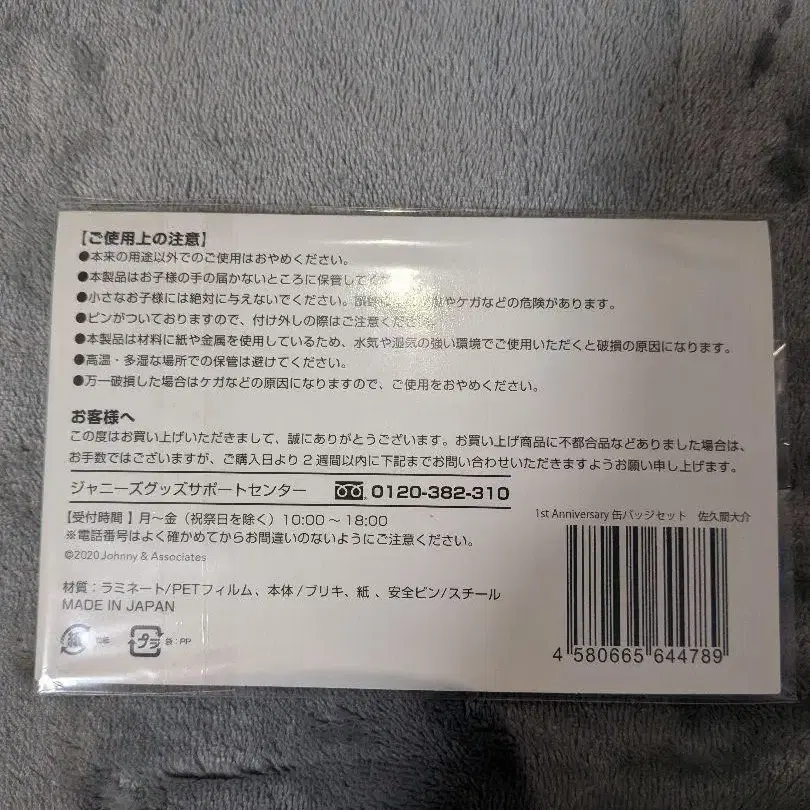 【ご使用上の注意】
●本来の用途以外でのご使用はおやめください。
●本製品はお子様の手の届かないところに保管して
●小さなお子様には絶対に与えないでください。やケガなどの危険があります。
●ピンがついておりますので、付け外しの際はご注意ください。
●本製品は材料に紙や金属を使用しているため、水気や湿気の強い環境でご使用いただくと破損の原因になります。
●高温・多湿な場所での保管は避けてください。
●万一破損した場合はケガなどの原因になりますので、ご使用をおやめください。
お客様へ
この度はお買い上げいただきまして、誠にありがとうございます。お買い上げ商品に不都合品などありました場合は、
お手数ではございますが、ご購入日より2週間以内に下記までお問い合わせいただきますようお願い申し上げます。
ジャニーズグッズサポートセンター 0120-382-310
【受付時間】月～金（祝祭日を除く）10:00～18:00
※電話番号はよく確かめてからお間違いのないようにご注意ください。
©2020 Johnny & Associates
1st Anniversary 缶バッジセット 佐久間大介
材質：ラミネート/PETフィルム、本体/ブリキ、紙、安全ピン/スチール
MADE IN JAPAN
紙
プラ 袋：PP
4 580665 644789